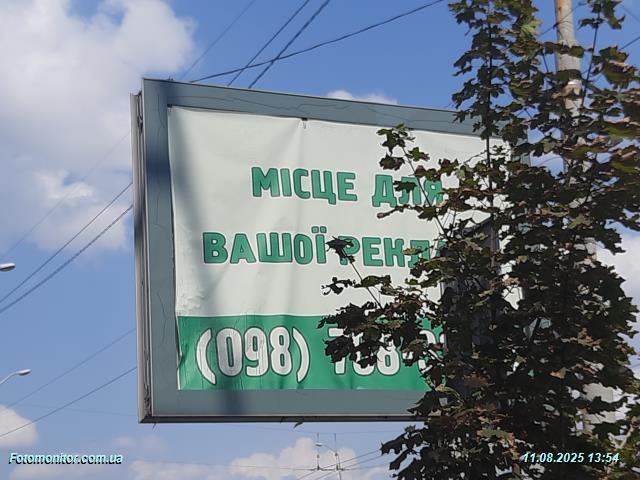 МІСЦЕ ДЛЯ
ВАШОЇ
(098)
Fotomonitor.com.ua
11.08.2025 13:54